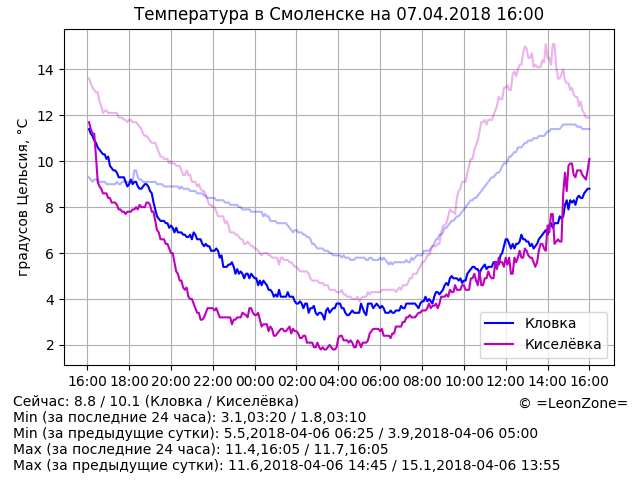 Температура в Смоленске на 07.04.2018 16:00
градусов Цельсия, °C
14
12
10
8
6
4
2
16:00 18:00 20:00 22:00 00:00 02:00 04:00 06:00 08:00 10:00 12:00 14:00 16:00
Кловка
Киселёвка
© =LeonZone=
Сейчас: 8.8 / 10.1 (Кловка / Киселёвка)
Min (за последние 24 часа): 3.1,03:20 / 1.8,03:10
Min (за предыдущие сутки): 5.5,2018-04-06 06:25 / 3.9,2018-04-06 05:00
Max (за последние 24 часа): 11.4,16:05 / 11.7,16:05
Max (за предыдущие сутки): 11.6,2018-04-06 14:45 / 15.1,2018-04-06 13:55